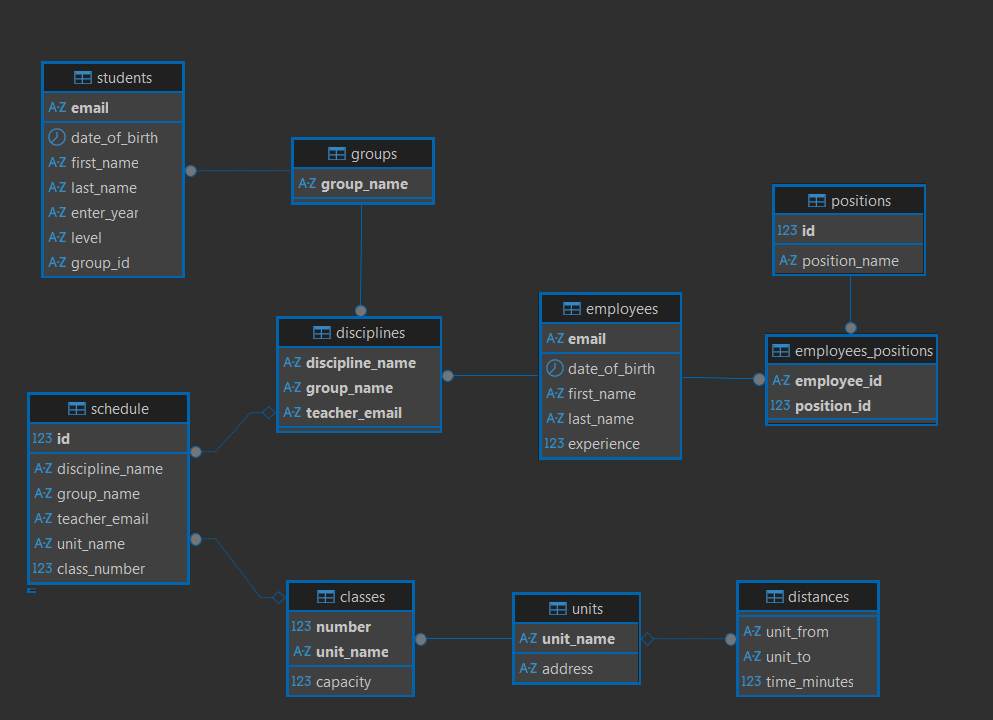 students
A-Z email
date_of_birth
A-Z first_name
A-Z last_name
A-Z enter_year
A-Z level
A-Z group_id
groups
A-Z group_name
positions
123 id
A-Z position_name
disciplines
A-Z discipline_name
A-Z group_name
A-Z teacher_email
employees
A-Z email
date_of_birth
A-Z first_name
A-Z last_name
123 experience
employees_positions
A-Z employee_id
123 position_id
schedule
123 id
A-Z discipline_name
A-Z group_name
A-Z teacher_email
A-Z unit_name
123 class_number
classes
123 number
A-Z unit_name
123 capacity
units
A-Z unit_name
A-Z address
distances
A-Z unit_from
A-Z unit_to
123 time_minutes